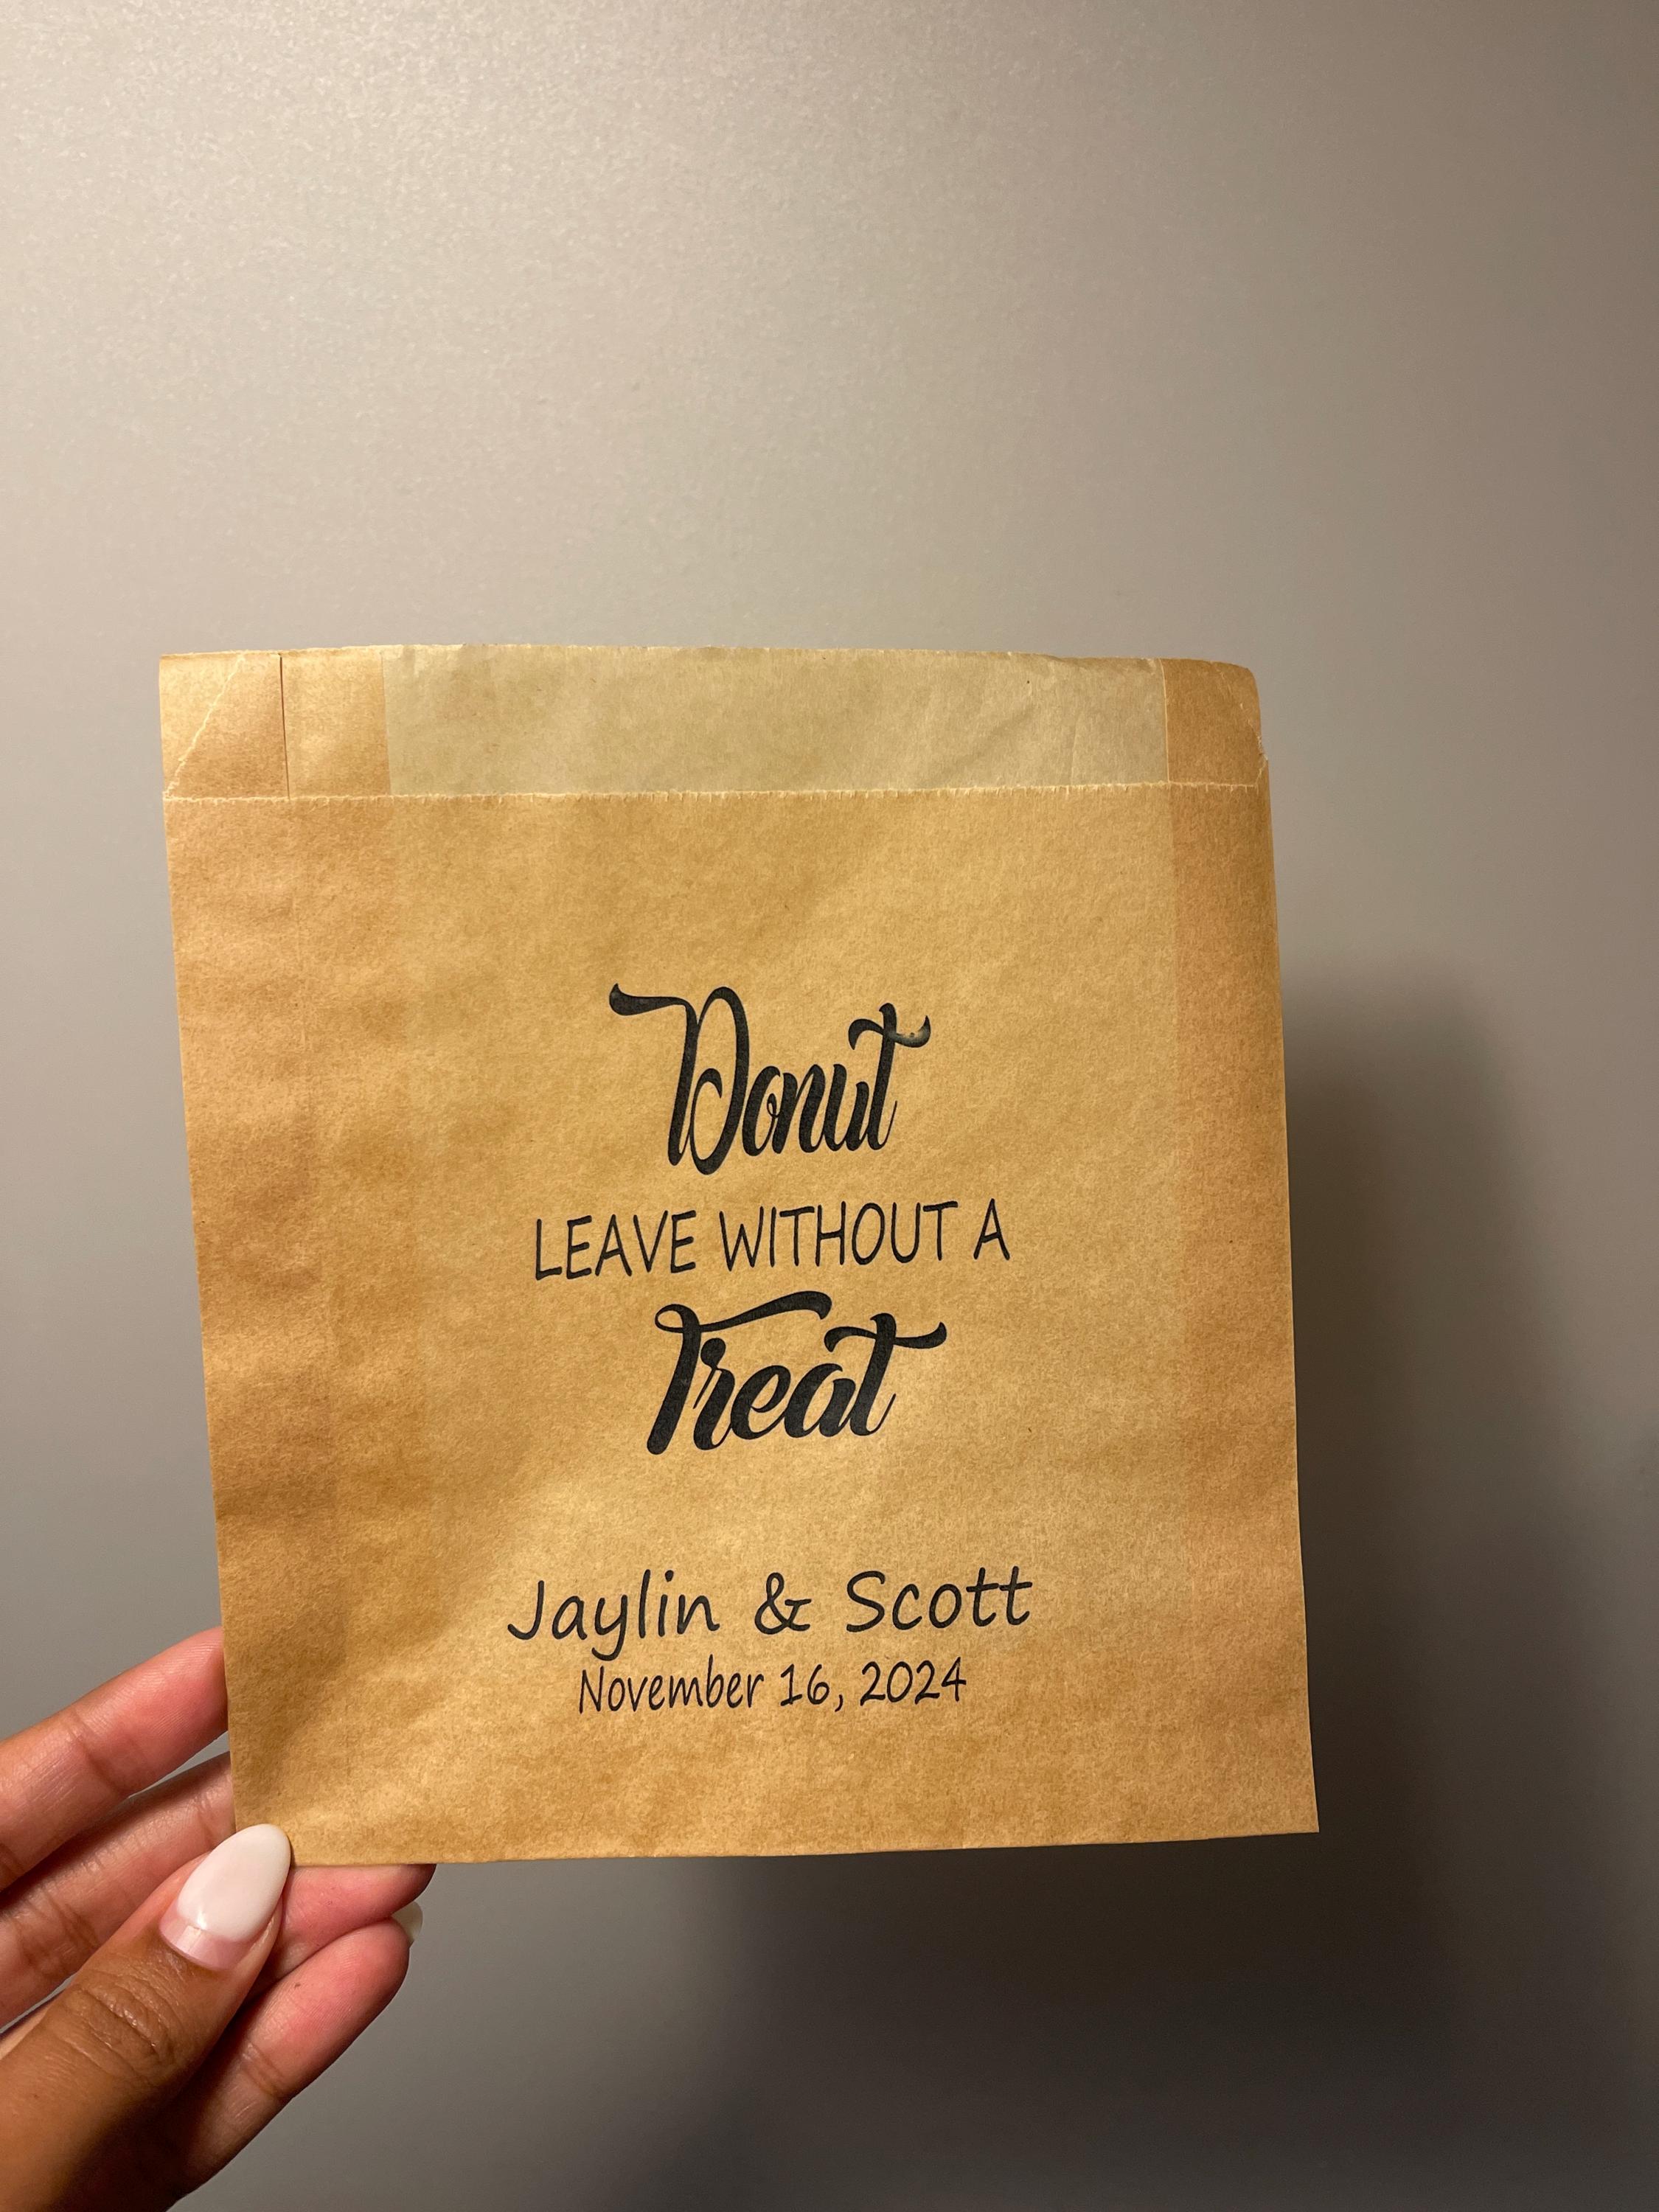 Donut
LEAVE WITHOUT A
Treat
Jaylin & Scott
November 16, 2024